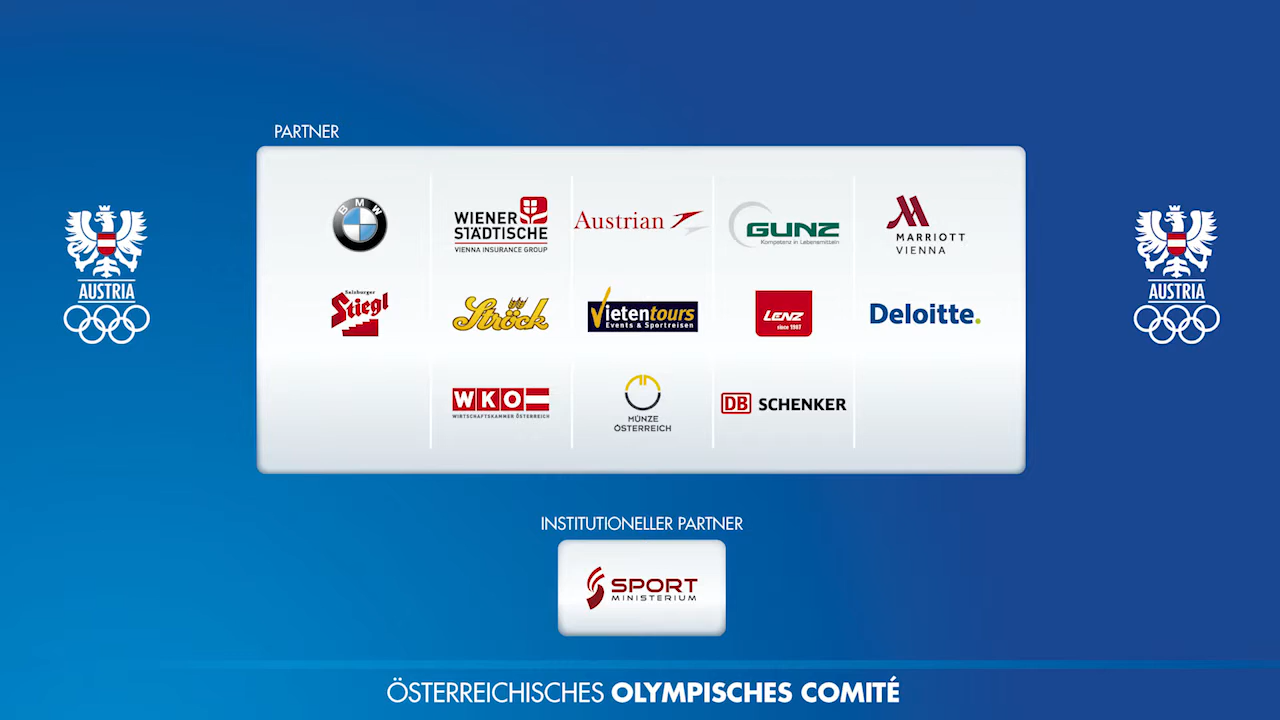 PARTNER
BMW
WIENER
STÄDTISCHE
VIENNA INSURANCE GROUP
Austrian
GUNZ
Kompetenz in Lebensmitteln
MARRIOTT
VIENNA
AUSTRIA
AUSTRIA
Salzburger
Stiegl
Ströck
Vietentours
Events & Sportreisen
LENZ
since 1987
Deloitte.
WKO
WIRTSCHAFTSKAMMER ÖSTERREICH
MÜNZE
ÖSTERREICH
DB SCHENKER
INSTITUTIONELLER PARTNER
SPORT
MINISTERIUM
ÖSTERREICHISCHES OLYMPISCHES COMITÉ